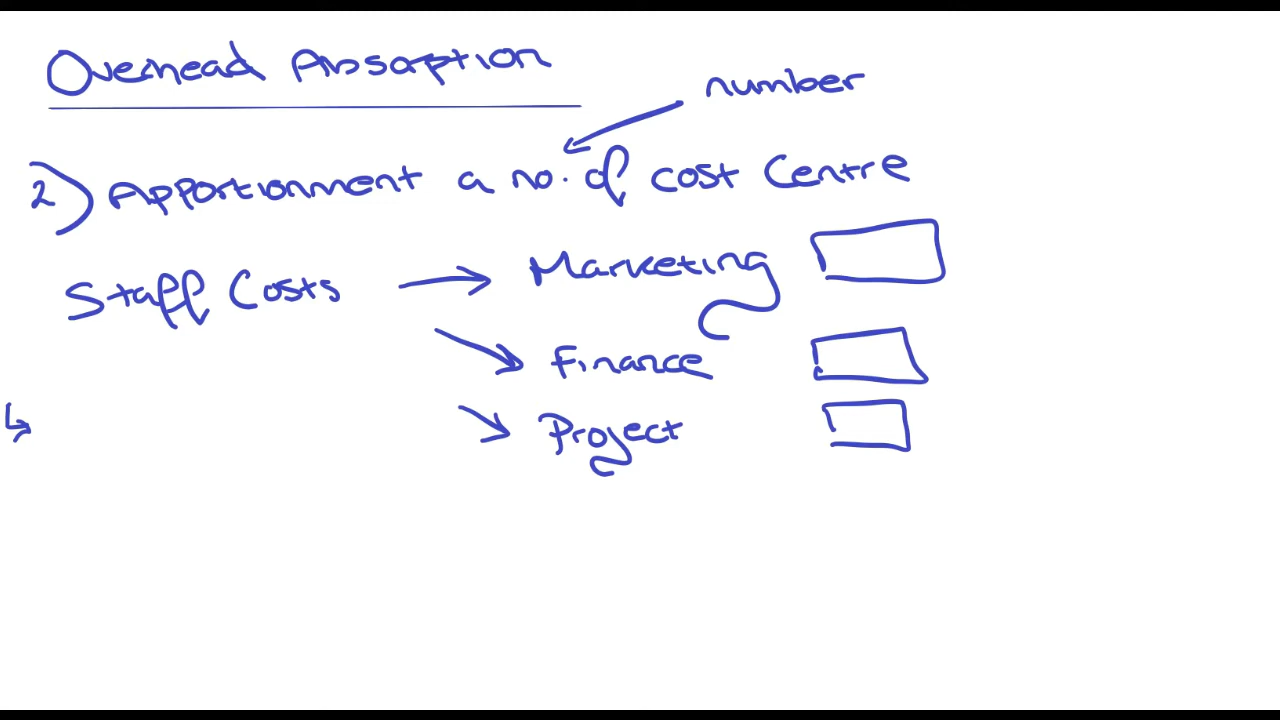 Overhead Absorption
number
2) Apportionment a no. of cost Centre
Staff Costs → Marketing
Finance
Project